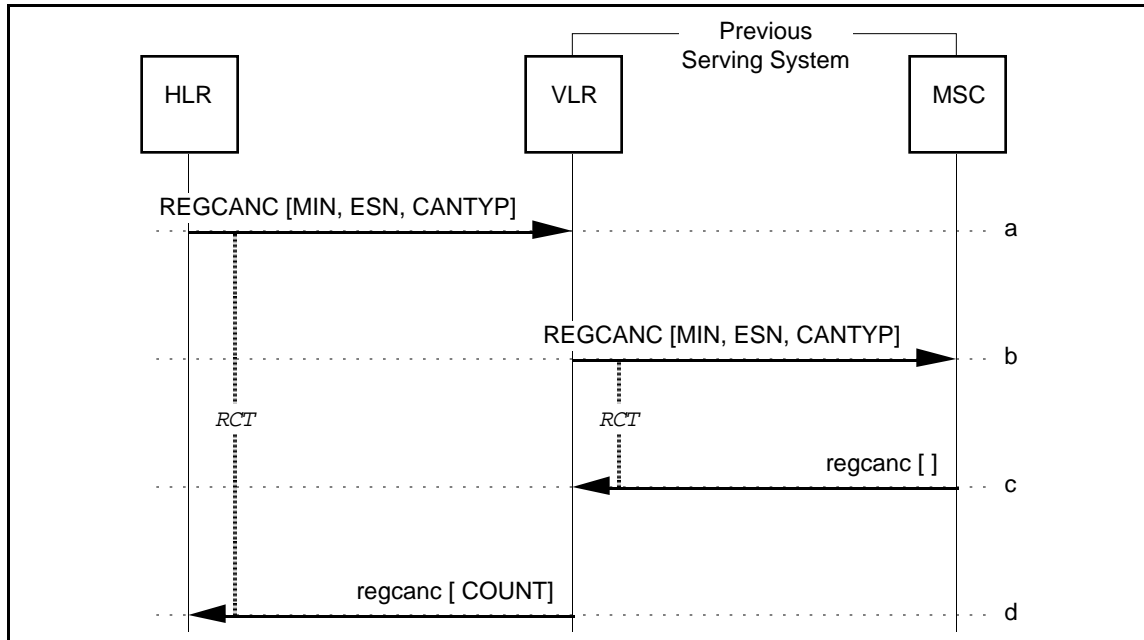 Previous
Serving System
HLR
VLR
MSC
REGCANC [MIN, ESN, CANTYP]
a
REGCANC [MIN, ESN, CANTYP]
b
RCT
RCT
regcanc [ ]
c
regcanc [ COUNT]
d